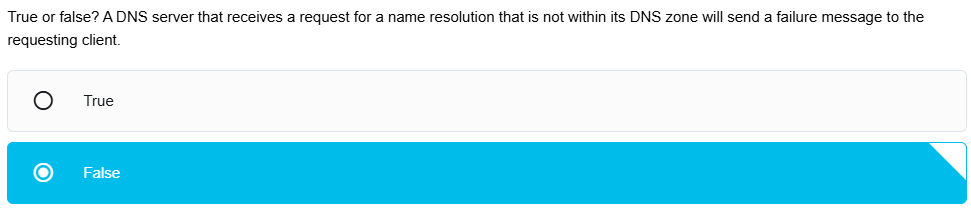 True or false? A DNS server that receives a request for a name resolution that is not within its DNS zone will send a failure message to the
requesting client.
True
False